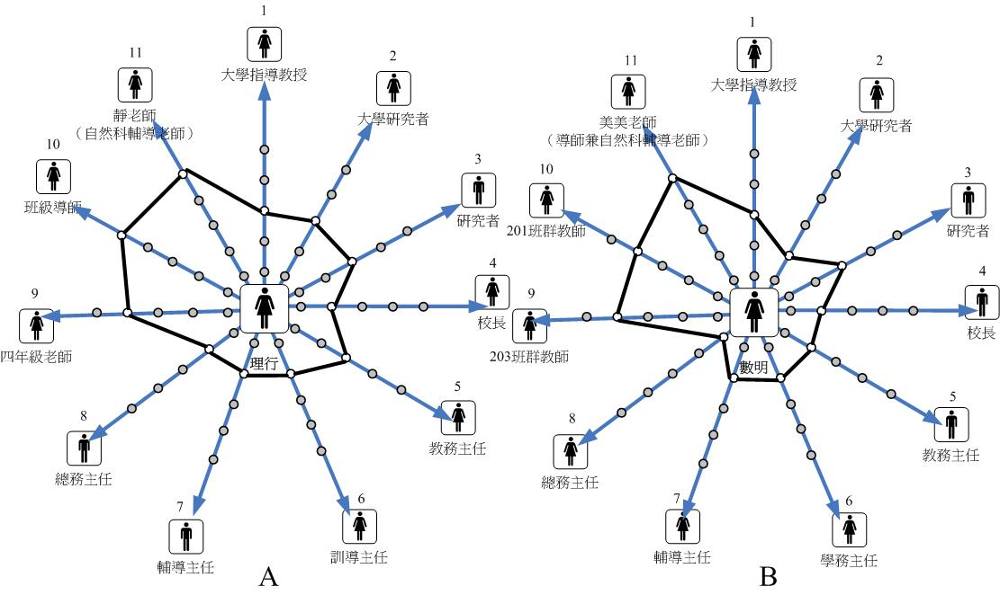 1
大學指導教授
2
大學研究者
3
研究者
4
校長
5
教務主任
6
訓導主任
7
輔導主任
8
總務主任
9
四年級老師
10
班級導師
11
靜老師
（自然科輔導老師）
理行
A
1
大學指導教授
2
大學研究者
3
研究者
4
校長
5
教務主任
6
學務主任
7
輔導主任
8
總務主任
9
203班群教師
10
201班群教師
11
美美老師
（導師兼自然科輔導老師）
數明
B